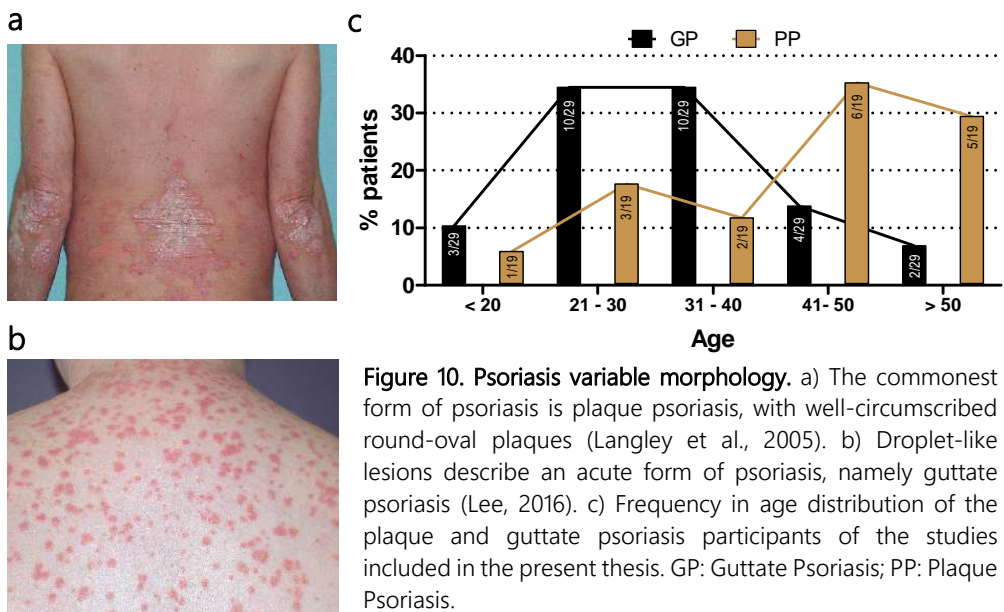 a
c
GP PP
40
30
20
10
0
% patients
3/29
1/19
10/29
3/19
10/29
2/19
4/29
6/19
2/29
5/19
< 20 21 - 30 31 - 40 41- 50 > 50
Age
b
Figure 10. Psoriasis variable morphology. a) The commonest
form of psoriasis is plaque psoriasis, with well-circumscribed
round-oval plaques (Langley et al., 2005). b) Droplet-like
lesions describe an acute form of psoriasis, namely guttate
psoriasis (Lee, 2016). c) Frequency in age distribution of the
plaque and guttate psoriasis participants of the studies
included in the present thesis. GP: Guttate Psoriasis; PP: Plaque
Psoriasis.